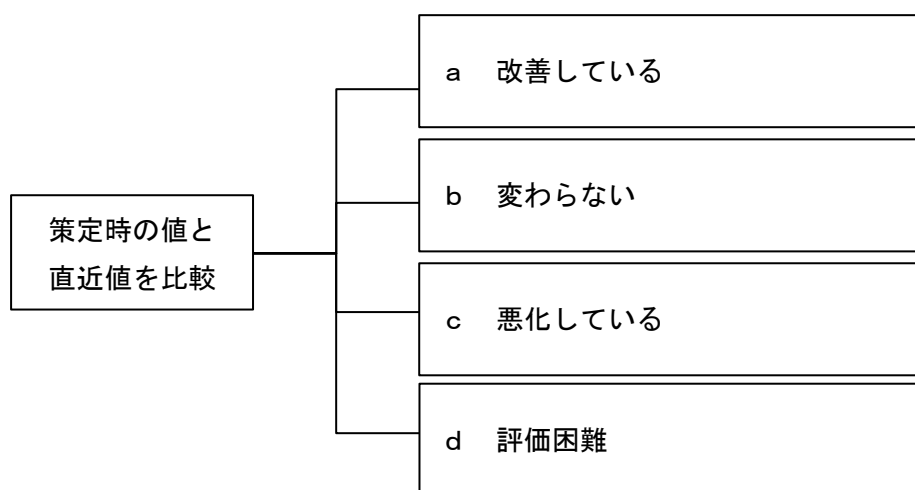 策定時の値と
直近値を比較
a 改善している
b 変わらない
c 悪化している
d 評価困難